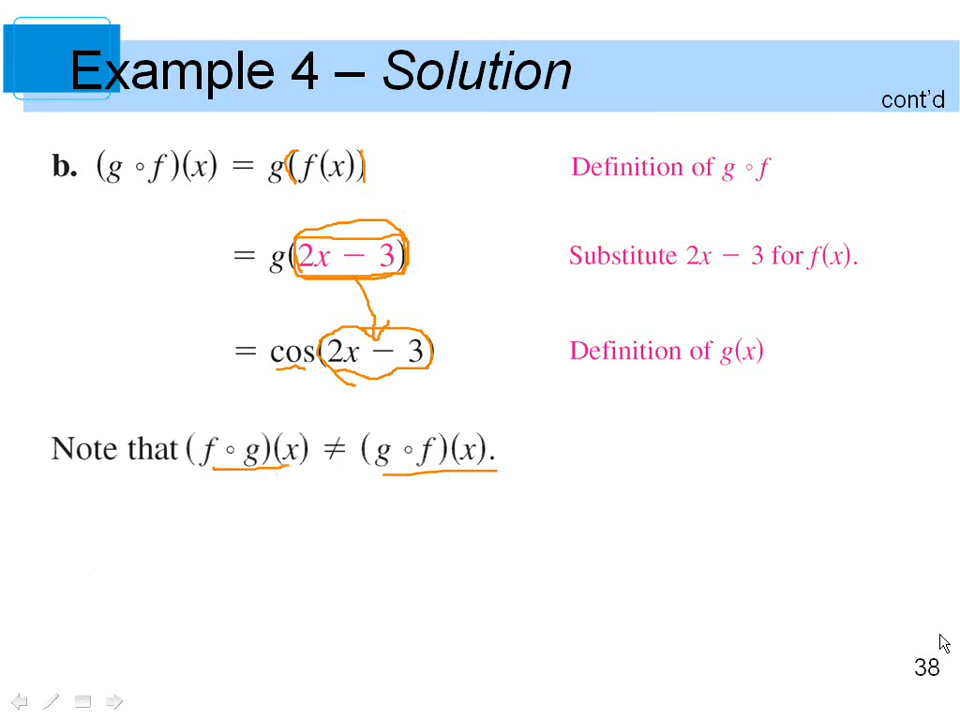 Example 4 – Solution
cont'd
b. (g ∘ f)(x) = g(f(x)) Definition of g ∘ f
= g(2x − 3) Substitute 2x − 3 for f(x).
= cos(2x − 3) Definition of g(x)
Note that (f ∘ g)(x) ≠ (g ∘ f)(x).
38